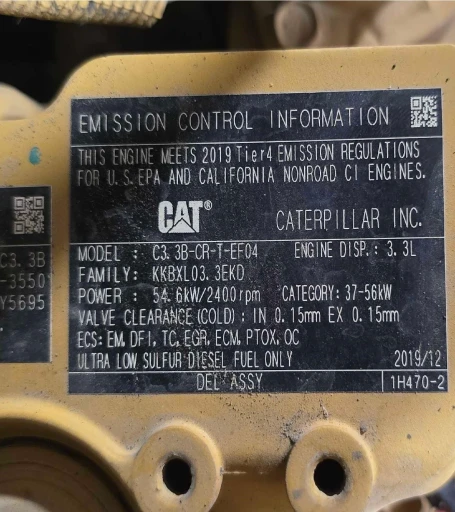 EMISSION CONTROL INFORMATION
THIS ENGINE MEETS 2019 Tier4 EMISSION REGULATIONS
FOR U.S. EPA AND CALIFORNIA NONROAD CI ENGINES.
CAT® CATERPILLAR INC.
MODEL : C3.3B-CR-T-EF04 ENGINE DISP.: 3.3L
FAMILY: KKBXL03.3EKD
POWER : 54.6kW/2400rpm CATEGORY: 37-56kW
VALVE CLEARANCE(COLD): IN 0.15mm EX 0.15mm
ECS: EM, DFI, TC, EGR, ECM, PTOX, OC
ULTRA LOW SULFUR DIESEL FUEL ONLY 2019/12
DEL ASSY 1H470-2
C3.3B
-3550
Y5695